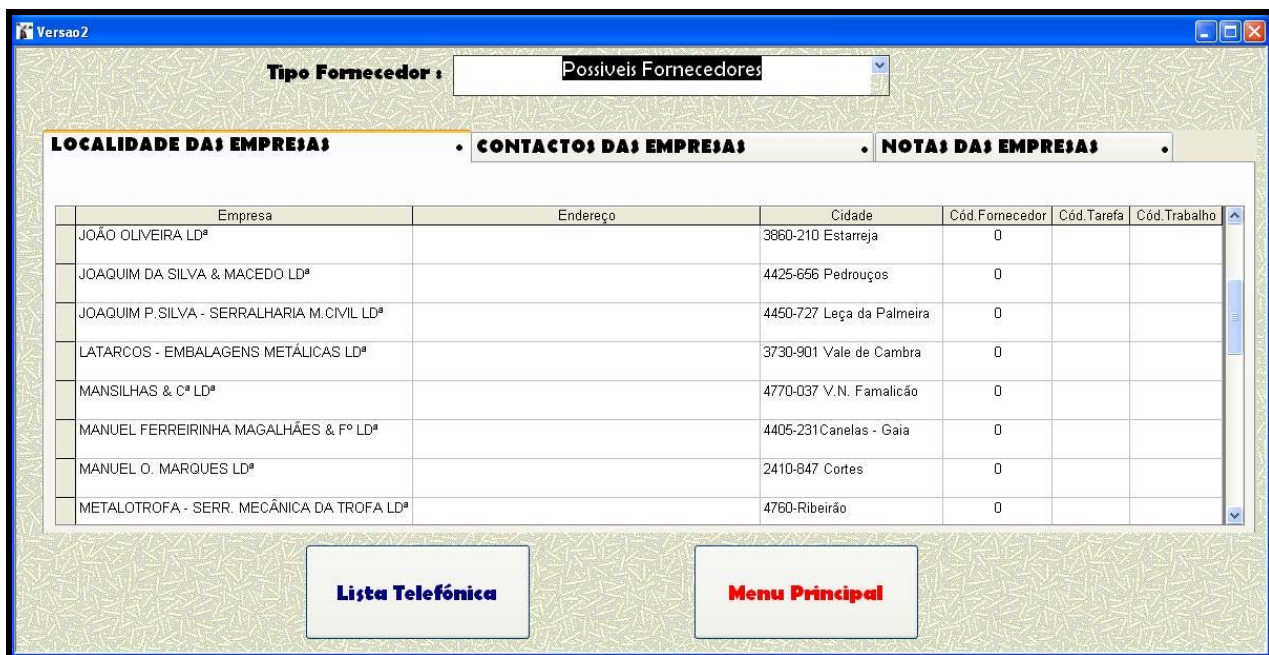 Versao2
Tipo Fornecedor : Possiveis Fornecedores
LOCALIDADE DAS EMPRESAS • CONTACTOS DAS EMPRESAS • NOTAS DAS EMPRESAS •
Empresa Endereço Cidade Cód.Fornecedor Cód.Tarefa Cód.Trabalho
JOÃO OLIVEIRA LDª 3860-210 Estarreja 0
JOAQUIM DA SILVA & MACEDO LDª 4425-656 Pedrouços 0
JOAQUIM P.SILVA - SERRALHARIA M.CIVIL LDª 4450-727 Leça da Palmeira 0
LATARCOS - EMBALAGENS METÁLICAS LDª 3730-901 Vale de Cambra 0
MANSILHAS & Cª LDª 4770-037 V.N. Famalicão 0
MANUEL FERREIRINHA MAGALHÃES & Fº LDª 4405-231Canelas - Gaia 0
MANUEL O. MARQUES LDª 2410-847 Cortes 0
METALOTROFA - SERR. MECÂNICA DA TROFA LDª 4760-Ribeirão 0
Lista Telefónica Menu Principal